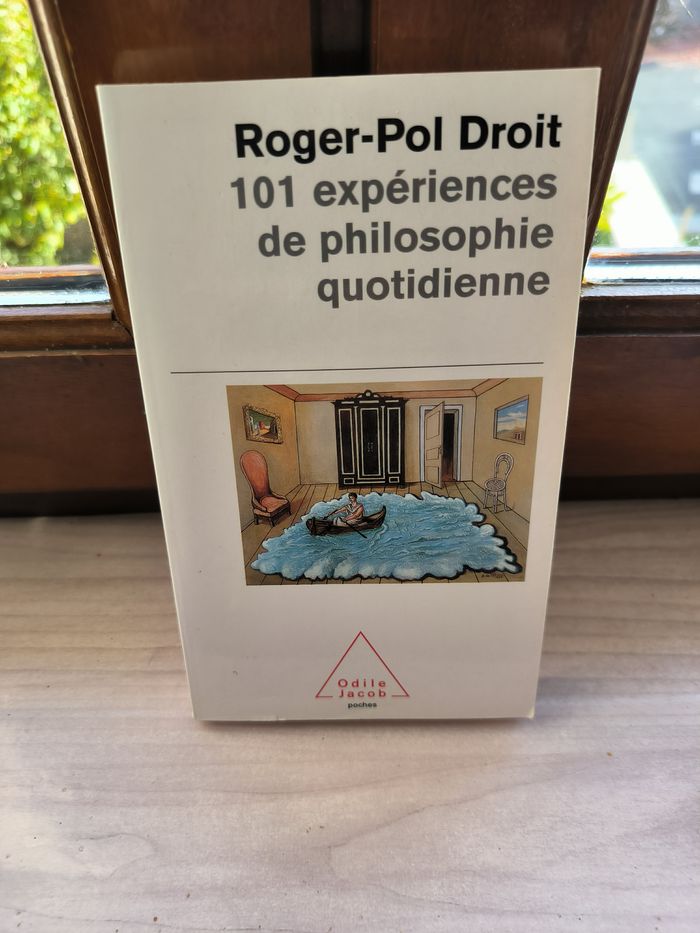 Roger-Pol Droit
101 expériences
de philosophie
quotidienne
Odile
Jacob
poches